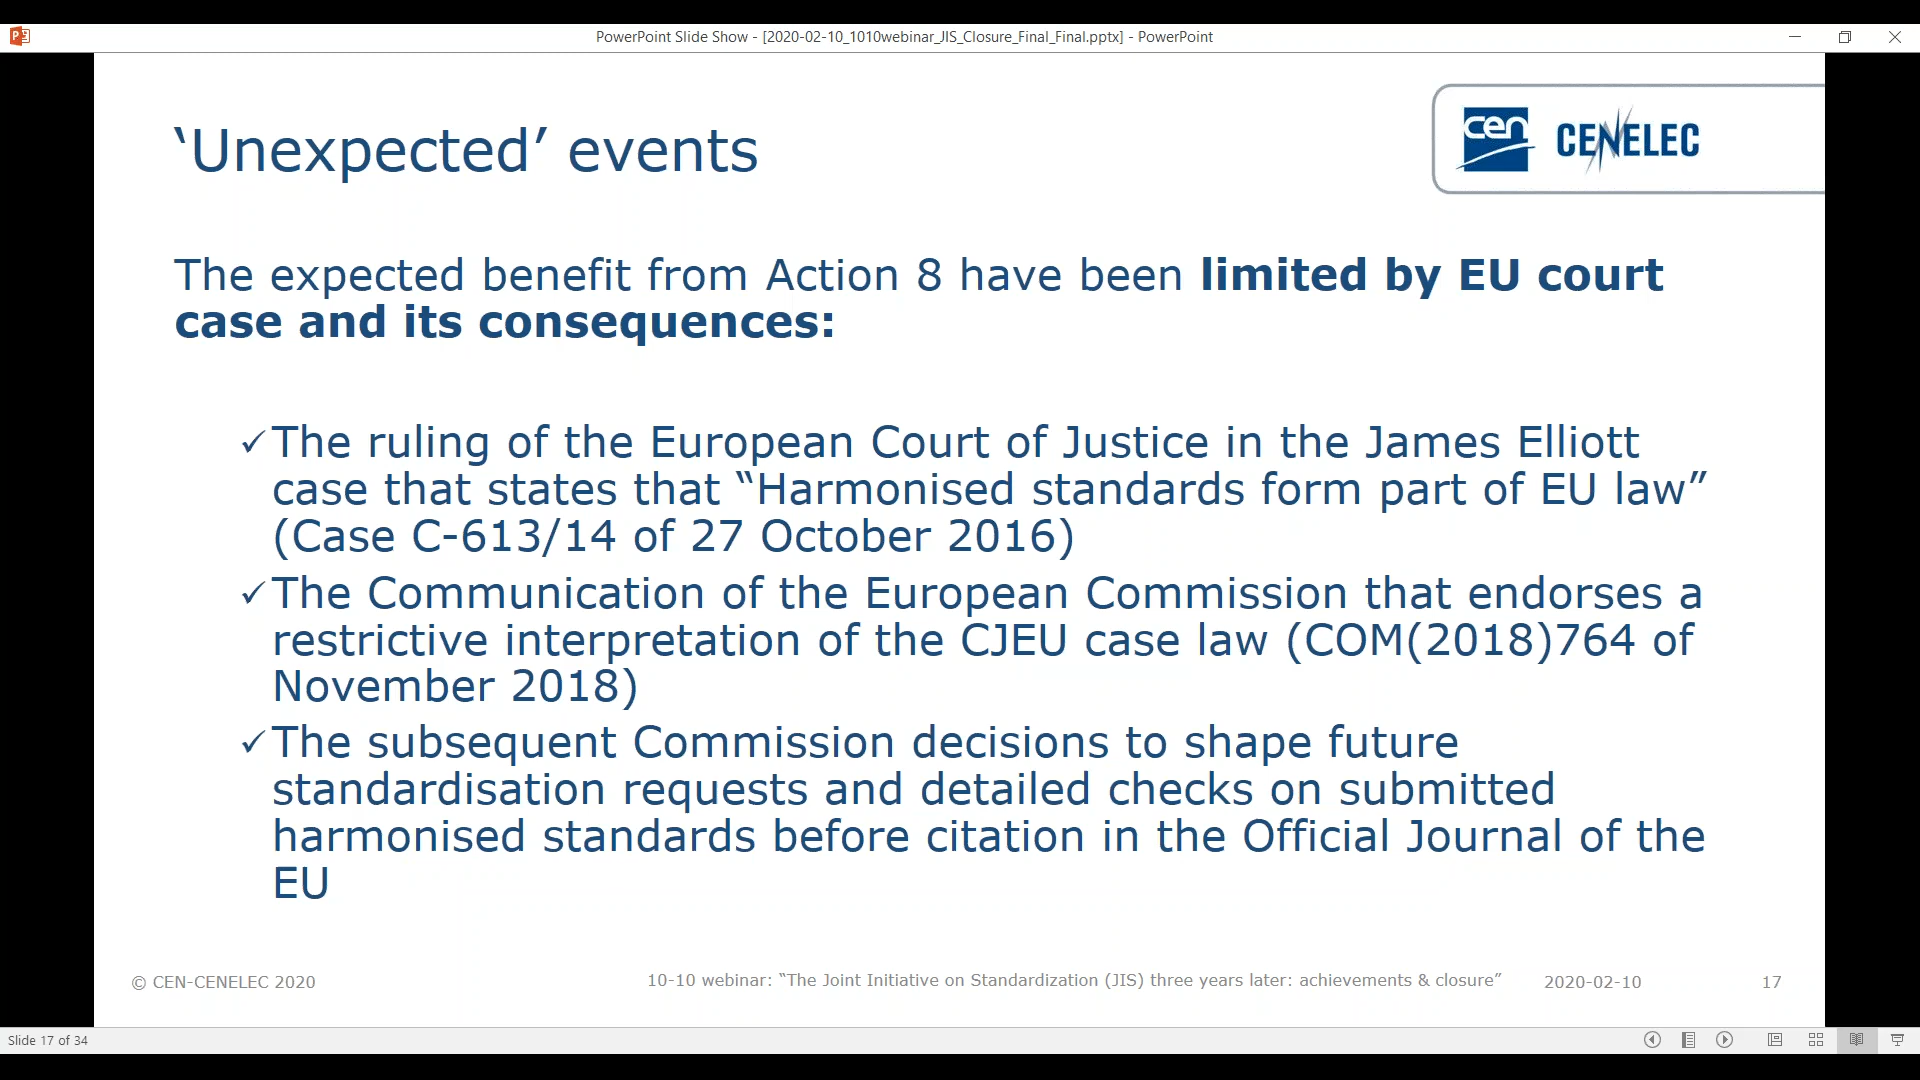 PowerPoint Slide Show - [2020-02-10_1010webinar_JIS_Closure_Final_Final.pptx] - PowerPoint
‘Unexpected’ events
cen CENELEC
The expected benefit from Action 8 have been limited by EU court
case and its consequences:
✓The ruling of the European Court of Justice in the James Elliott
case that states that “Harmonised standards form part of EU law”
(Case C-613/14 of 27 October 2016)
✓The Communication of the European Commission that endorses a
restrictive interpretation of the CJEU case law (COM(2018)764 of
November 2018)
✓The subsequent Commission decisions to shape future
standardisation requests and detailed checks on submitted
harmonised standards before citation in the Official Journal of the
EU
© CEN-CENELEC 2020
10-10 webinar: “The Joint Initiative on Standardization (JIS) three years later: achievements & closure”
2020-02-10
17
Slide 17 of 34